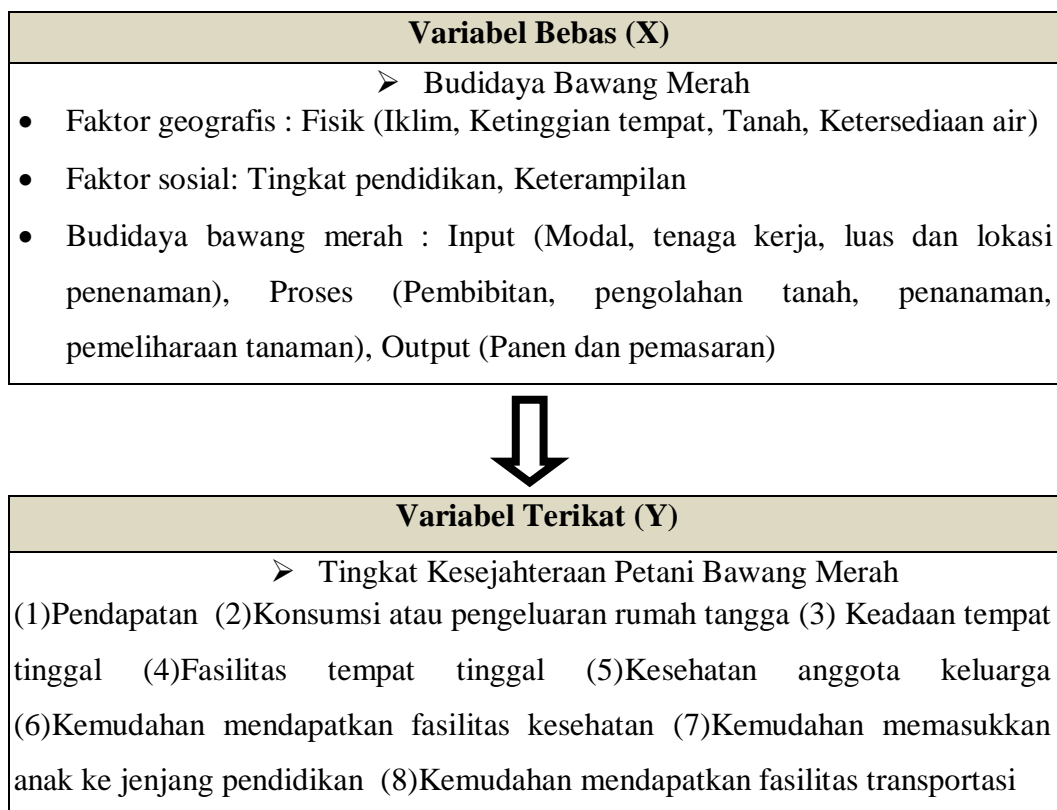 Variabel Bebas (X)
➢ Budidaya Bawang Merah
• Faktor geografis : Fisik (Iklim, Ketinggian tempat, Tanah, Ketersediaan air)
• Faktor sosial: Tingkat pendidikan, Keterampilan
• Budidaya bawang merah : Input (Modal, tenaga kerja, luas dan lokasi
penenaman), Proses (Pembibitan, pengolahan tanah, penanaman,
pemeliharaan tanaman), Output (Panen dan pemasaran)
Variabel Terikat (Y)
➢ Tingkat Kesejahteraan Petani Bawang Merah
(1)Pendapatan (2)Konsumsi atau pengeluaran rumah tangga (3) Keadaan tempat
tinggal (4)Fasilitas tempat tinggal (5)Kesehatan anggota keluarga
(6)Kemudahan mendapatkan fasilitas kesehatan (7)Kemudahan memasukkan
anak ke jenjang pendidikan (8)Kemudahan mendapatkan fasilitas transportasi